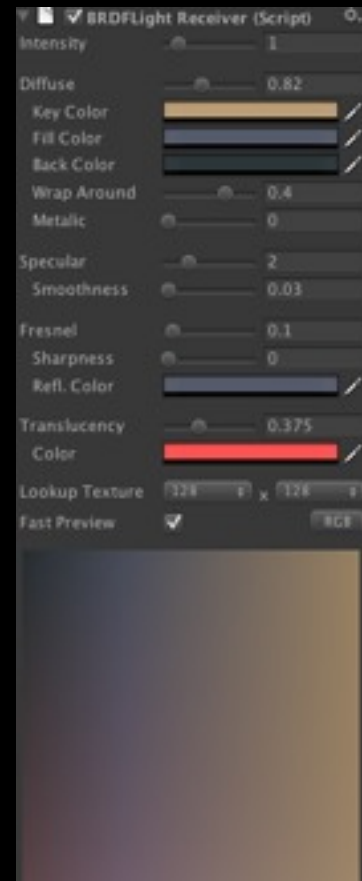 BRDFLight Receiver (Script)
Intensity 1
Diffuse 0.82
Key Color
Fill Color
Back Color
Wrap Around 0.4
Metalic 0
Specular 2
Smoothness 0.03
Fresnel 0.1
Sharpness 0
Refl. Color
Translucency 0.375
Color
Lookup Texture 128 x 128
Fast Preview RGB